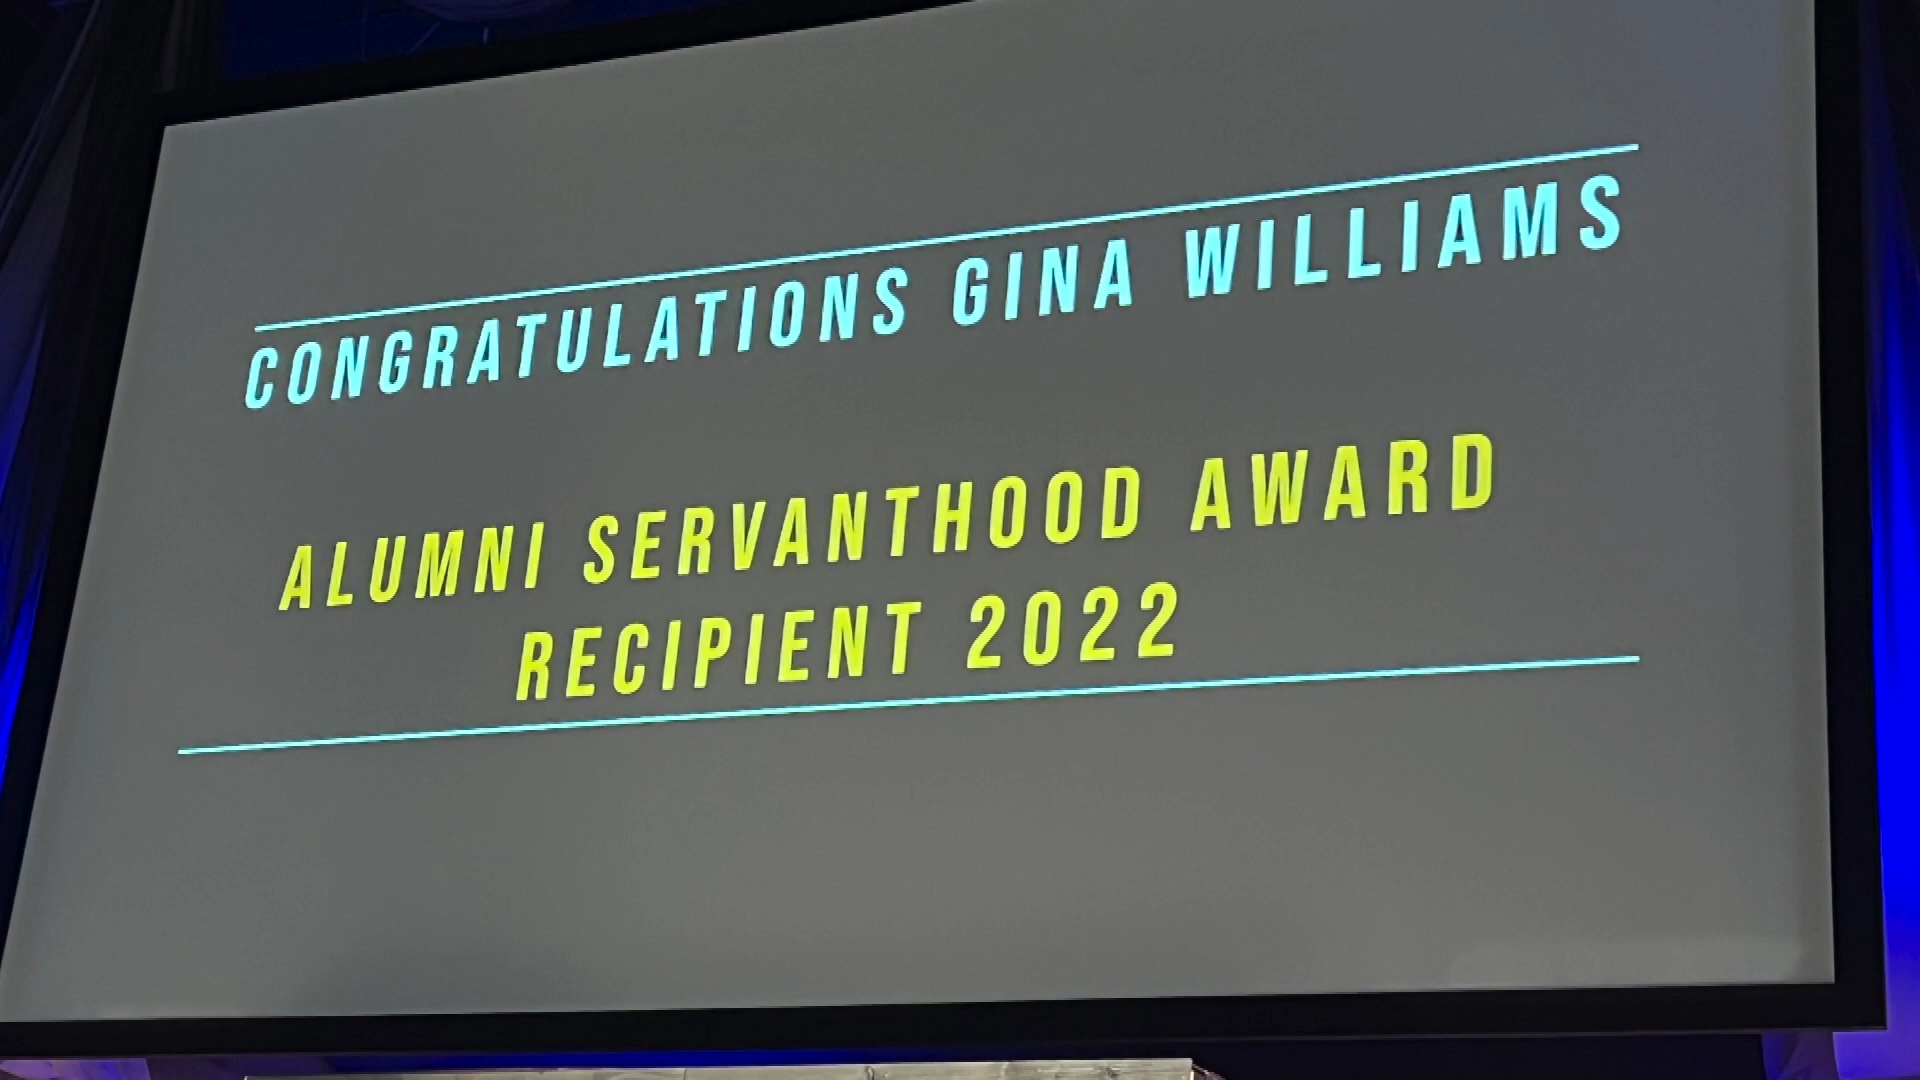 CONGRATULATIONS GINA WILLIAMS
ALUMNI SERVANTHOOD AWARD
RECIPIENT 2022